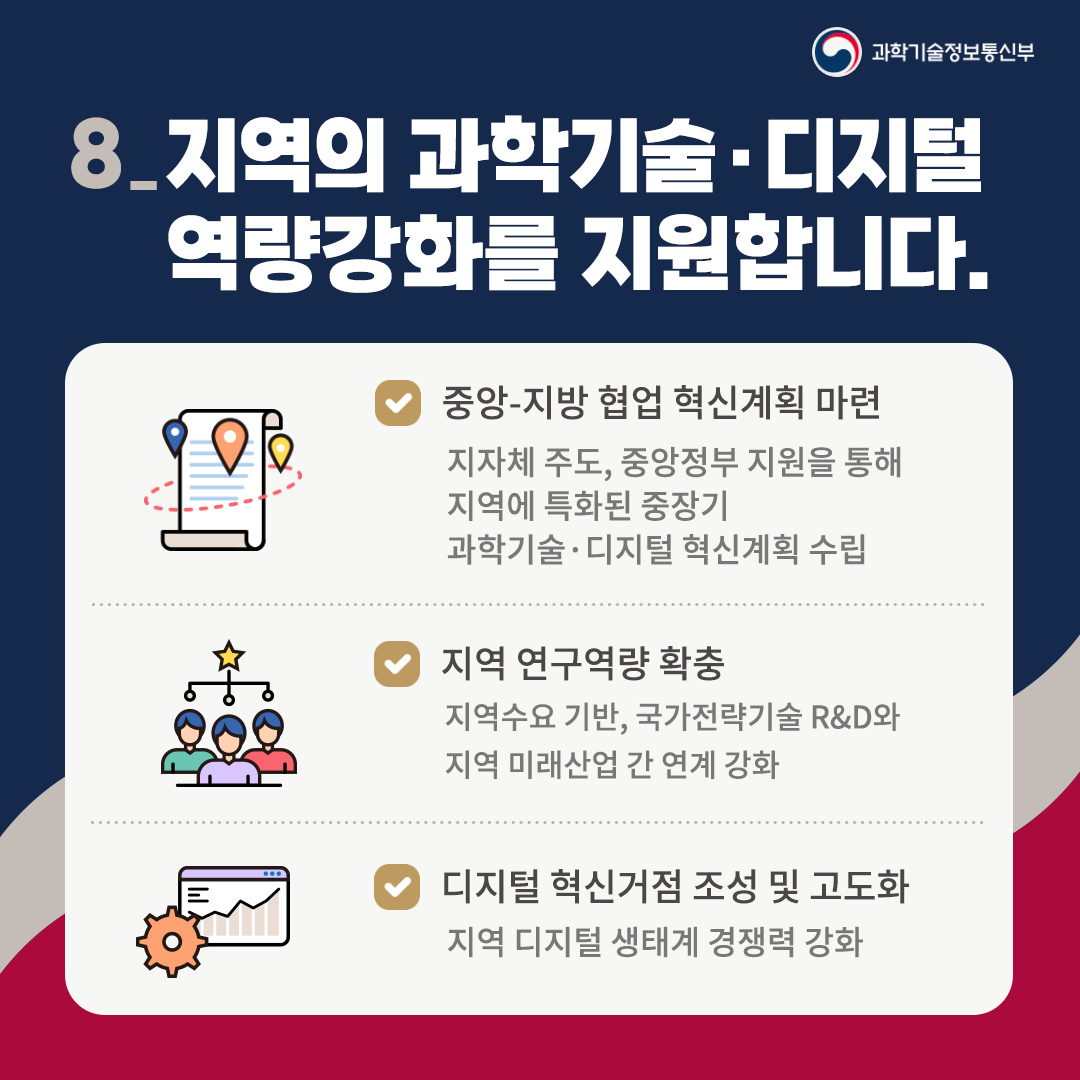 과학기술정보통신부
8_지역의 과학기술·디지털
역량강화를 지원합니다.
중앙-지방 협업 혁신계획 마련
지자체 주도, 중앙정부 지원을 통해
지역에 특화된 중장기
과학기술·디지털 혁신계획 수립
지역 연구역량 확충
지역수요 기반, 국가전략기술 R&D와
지역 미래산업 간 연계 강화
디지털 혁신거점 조성 및 고도화
지역 디지털 생태계 경쟁력 강화